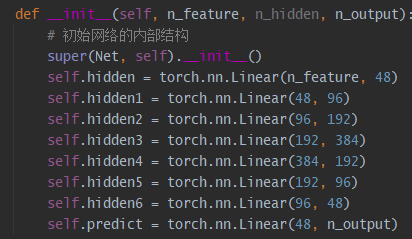 def __init__(self, n_feature, n_hidden, n_output):
# 初始网络的内部结构
super(Net, self).__init__()
self.hidden = torch.nn.Linear(n_feature, 48)
self.hidden1 = torch.nn.Linear(48, 96)
self.hidden2 = torch.nn.Linear(96, 192)
self.hidden3 = torch.nn.Linear(192, 384)
self.hidden4 = torch.nn.Linear(384, 192)
self.hidden5 = torch.nn.Linear(192, 96)
self.hidden6 = torch.nn.Linear(96, 48)
self.predict = torch.nn.Linear(48, n_output)